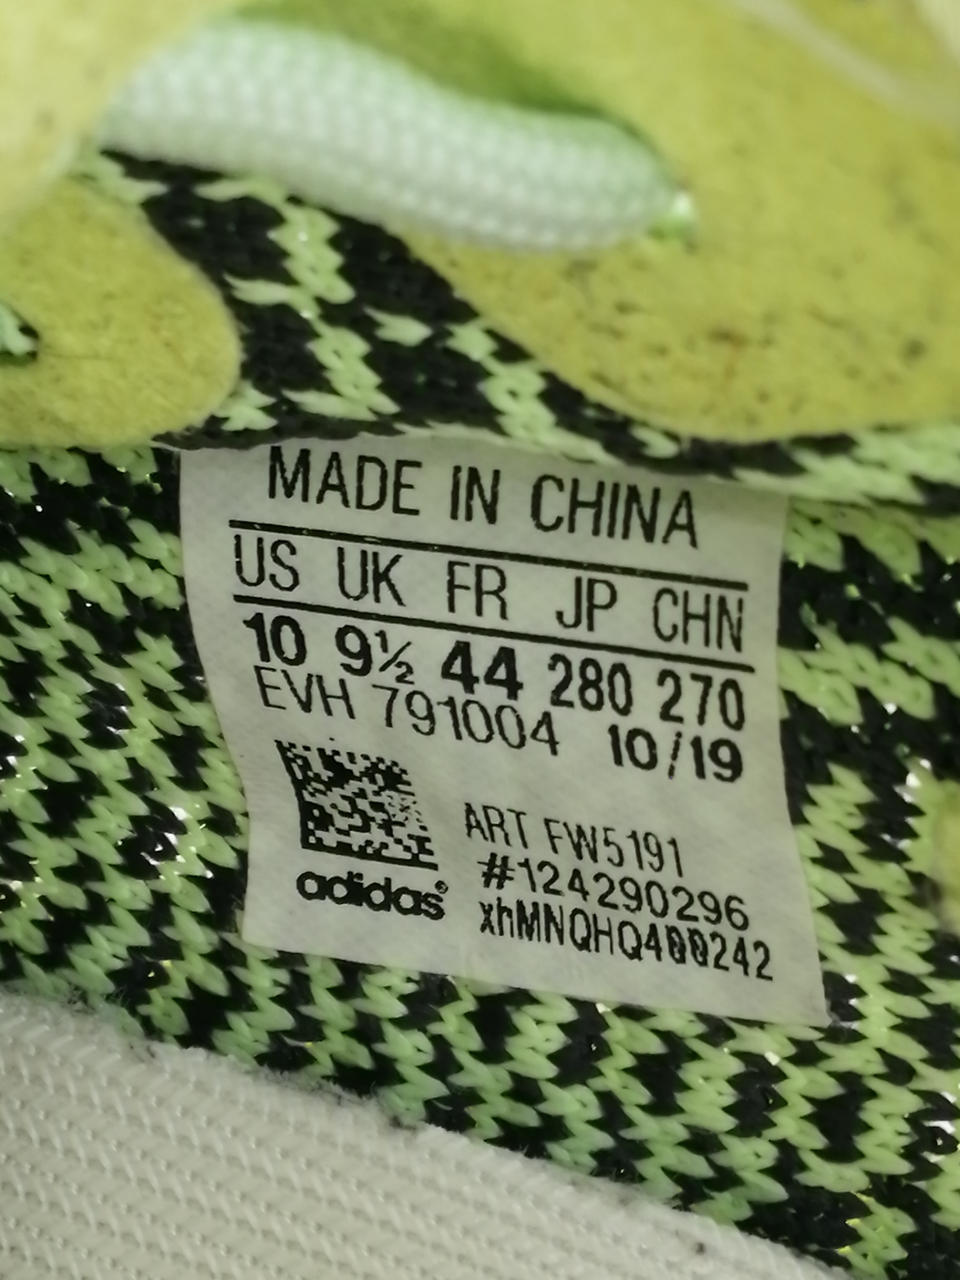 MADE IN CHINA
US UK FR JP CHN
10 9½ 44 280 270
EVH 791004 10/19
ART FW5191
#124290296
xhMNQHQ400242
adidas®